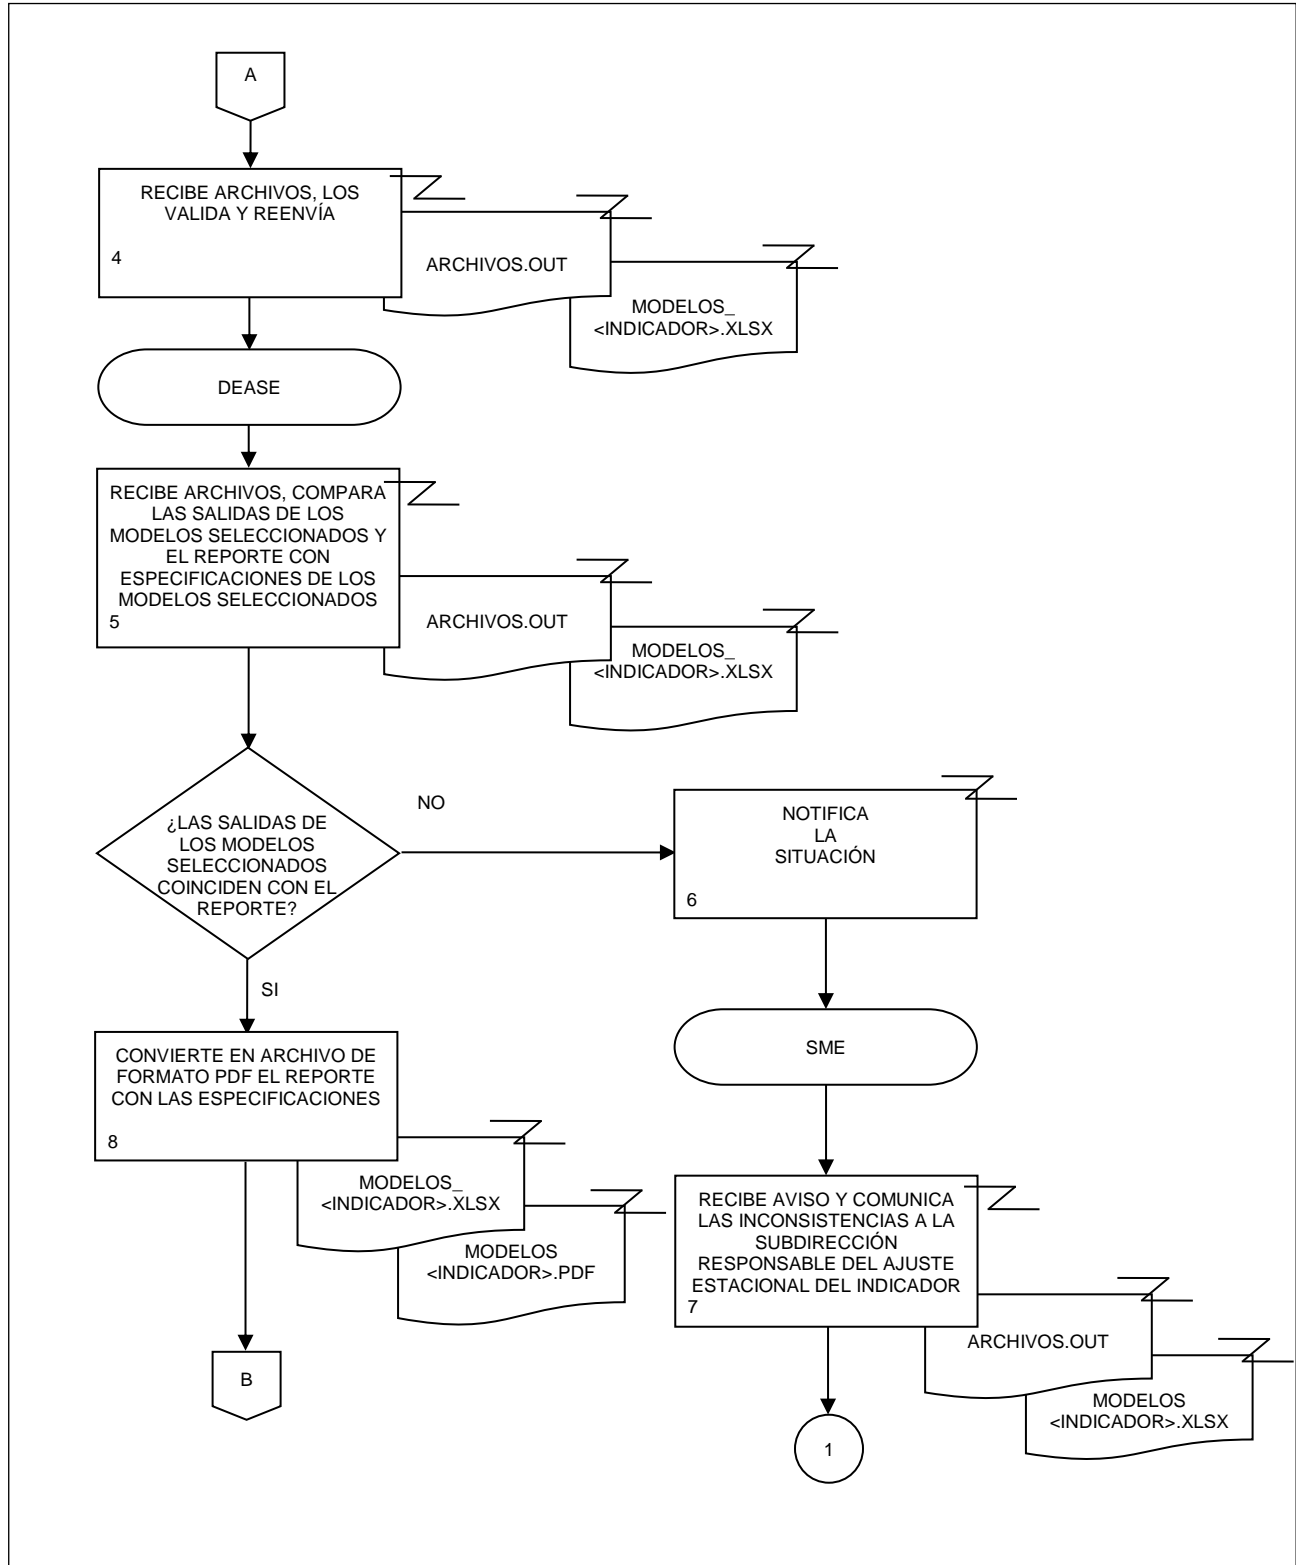 A
RECIBE ARCHIVOS, LOS
VALIDA Y REENVÍA
4
ARCHIVOS.OUT
MODELOS_
<INDICADOR>.XLSX
DEASE
RECIBE ARCHIVOS, COMPARA
LAS SALIDAS DE LOS
MODELOS SELECCIONADOS Y
EL REPORTE CON
ESPECIFICACIONES DE LOS
MODELOS SELECCIONADOS
5
ARCHIVOS.OUT
MODELOS_
<INDICADOR>.XLSX
¿LAS SALIDAS DE
LOS MODELOS
SELECCIONADOS
COINCIDEN CON EL
REPORTE?
NO
NOTIFICA
LA
SITUACIÓN
6
SI
SME
CONVIERTE EN ARCHIVO DE
FORMATO PDF EL REPORTE
CON LAS ESPECIFICACIONES
8
MODELOS_
<INDICADOR>.XLSX
MODELOS
<INDICADOR>.PDF
RECIBE AVISO Y COMUNICA
LAS INCONSISTENCIAS A LA
SUBDIRECCIÓN
RESPONSABLE DEL AJUSTE
ESTACIONAL DEL INDICADOR
7
ARCHIVOS.OUT
MODELOS
<INDICADOR>.XLSX
B
1